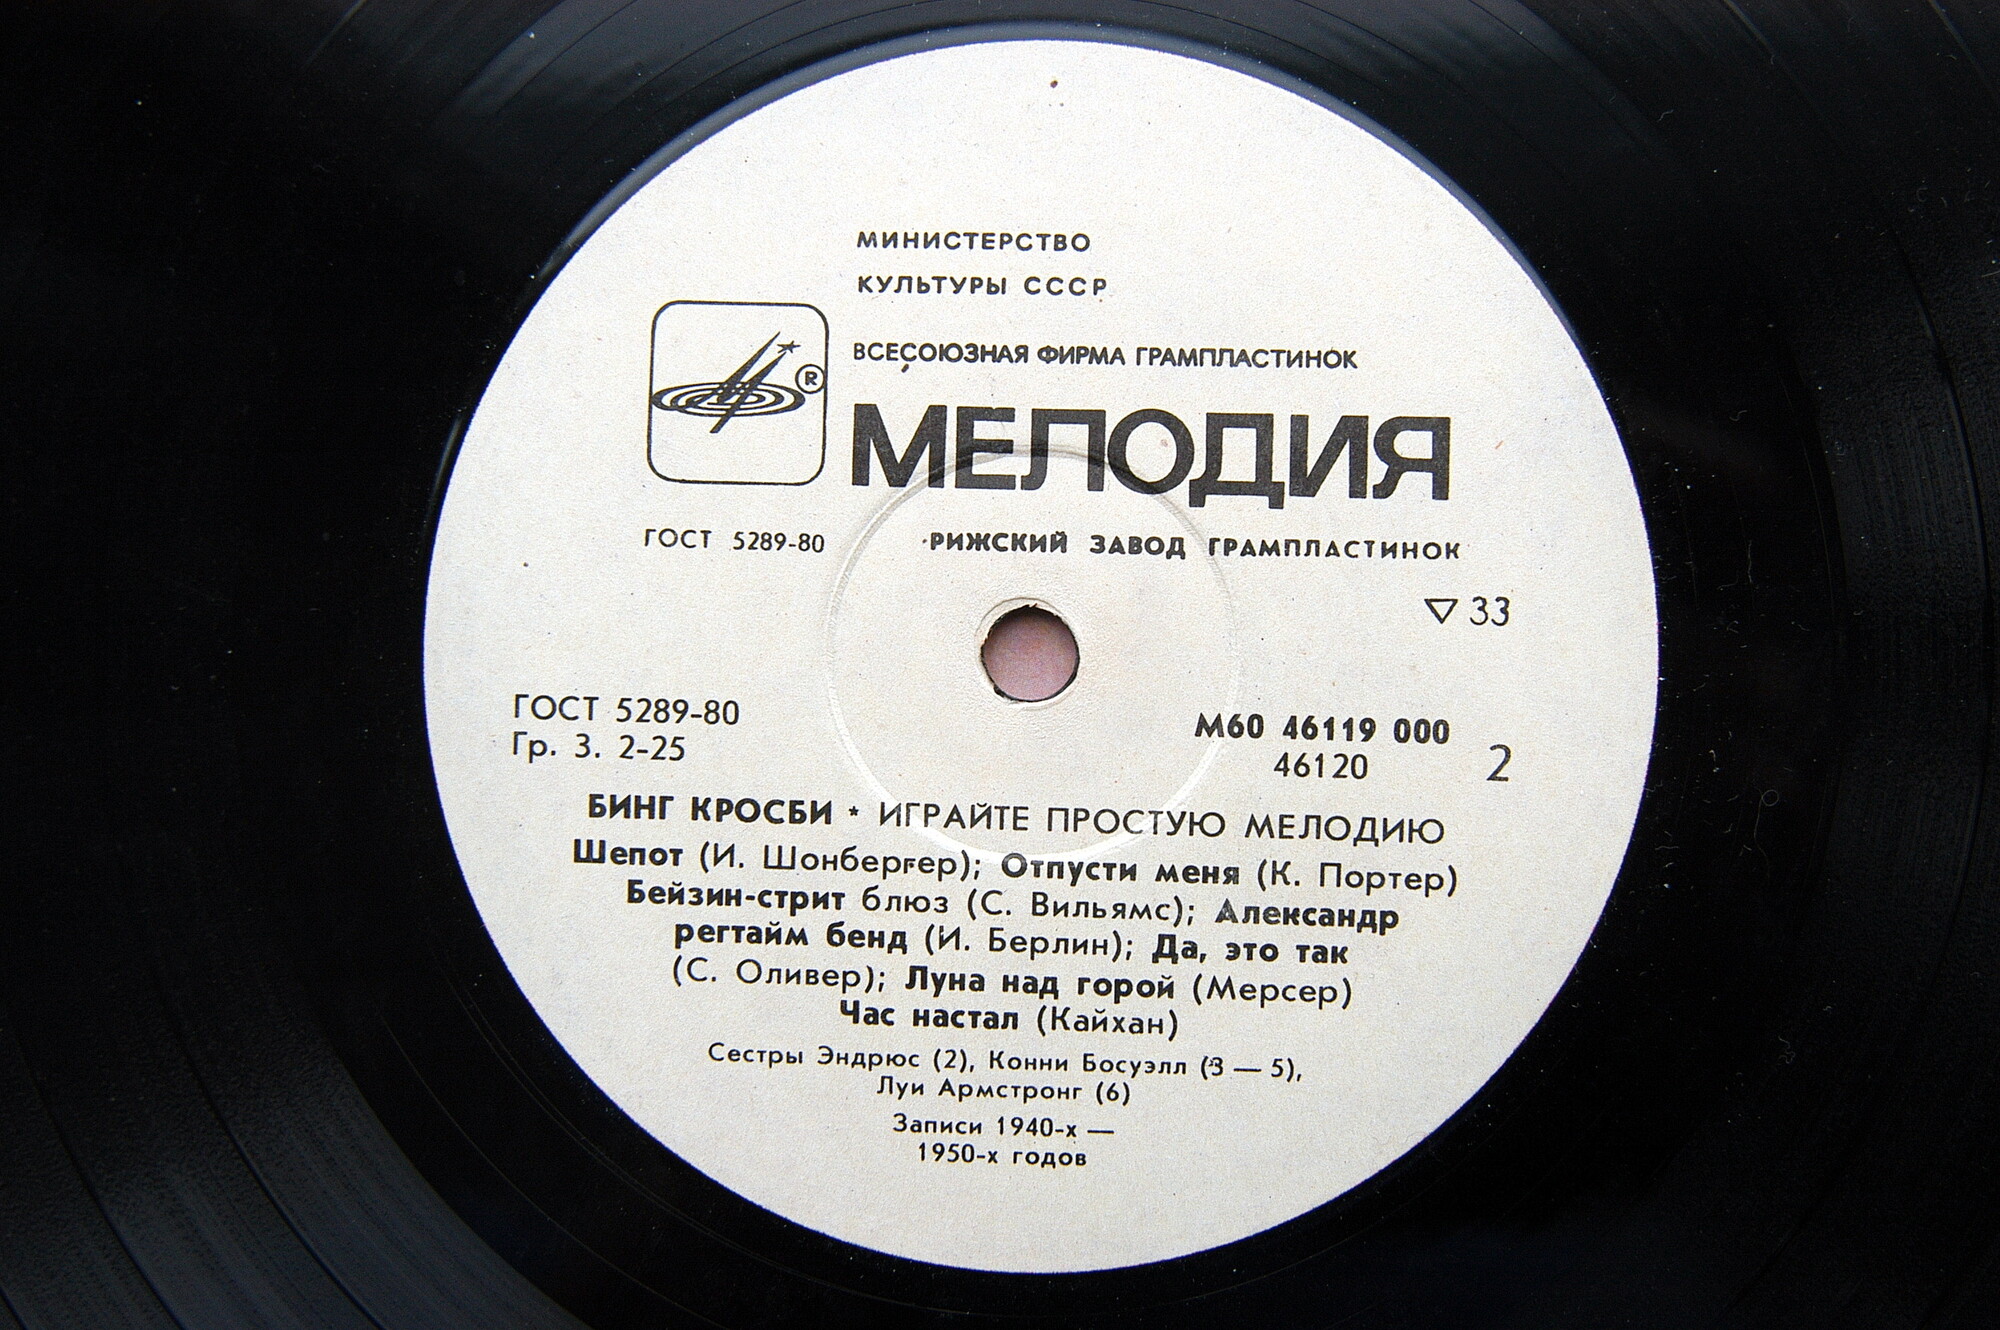 МИНИСТЕРСТВО
КУЛЬТУРЫ СССР
ВСЕСОЮЗНАЯ ФИРМА ГРАМПЛАСТИНОК
®
МЕЛОДИЯ
ГОСТ 5289-80 РИЖСКИЙ ЗАВОД ГРАМПЛАСТИНОК
▽ 33
ГОСТ 5289-80
Гр. 3. 2-25
М60 46119 000
46120 2
БИНГ КРОСБИ * ИГРАЙТЕ ПРОСТУЮ МЕЛОДИЮ
Шепот (И. Шонбергер); Отпусти меня (К. Портер)
Бейзин-стрит блюз (С. Вильямс); Александр
регтайм бенд (И. Берлин); Да, это так
(С. Оливер); Луна над горой (Мерсер)
Час настал (Кайхан)
Сестры Эндрюс (2), Конни Босуэлл (3 — 5),
Луи Армстронг (6)
Записи 1940-х —
1950-х годов